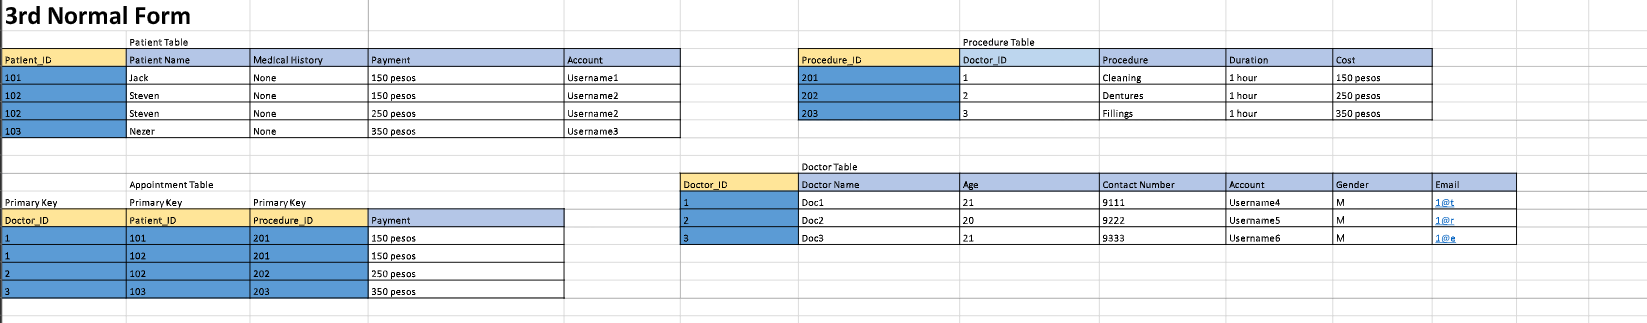 3rd Normal Form
Patient Table
Patient_ID Patient Name Medical History Payment Account
101 Jack None 150 pesos Username1
102 Steven None 150 pesos Username2
102 Steven None 250 pesos Username2
103 Nezer None 350 pesos Username3
Procedure Table
Procedure_ID Doctor_ID Procedure Duration Cost
201 1 Cleaning 1 hour 150 pesos
202 2 Dentures 1 hour 250 pesos
203 3 Fillings 1 hour 350 pesos
Appointment Table
Primary Key Primary Key Primary Key
Doctor_ID Patient_ID Procedure_ID Payment
1 101 201 150 pesos
1 102 201 150 pesos
2 102 202 250 pesos
3 103 203 350 pesos
Doctor Table
Doctor_ID Doctor Name Age Contact Number Account Gender Email
1 Doc1 21 9111 Username4 M 1@t
2 Doc2 20 9222 Username5 M 1@r
3 Doc3 21 9333 Username6 M 1@e